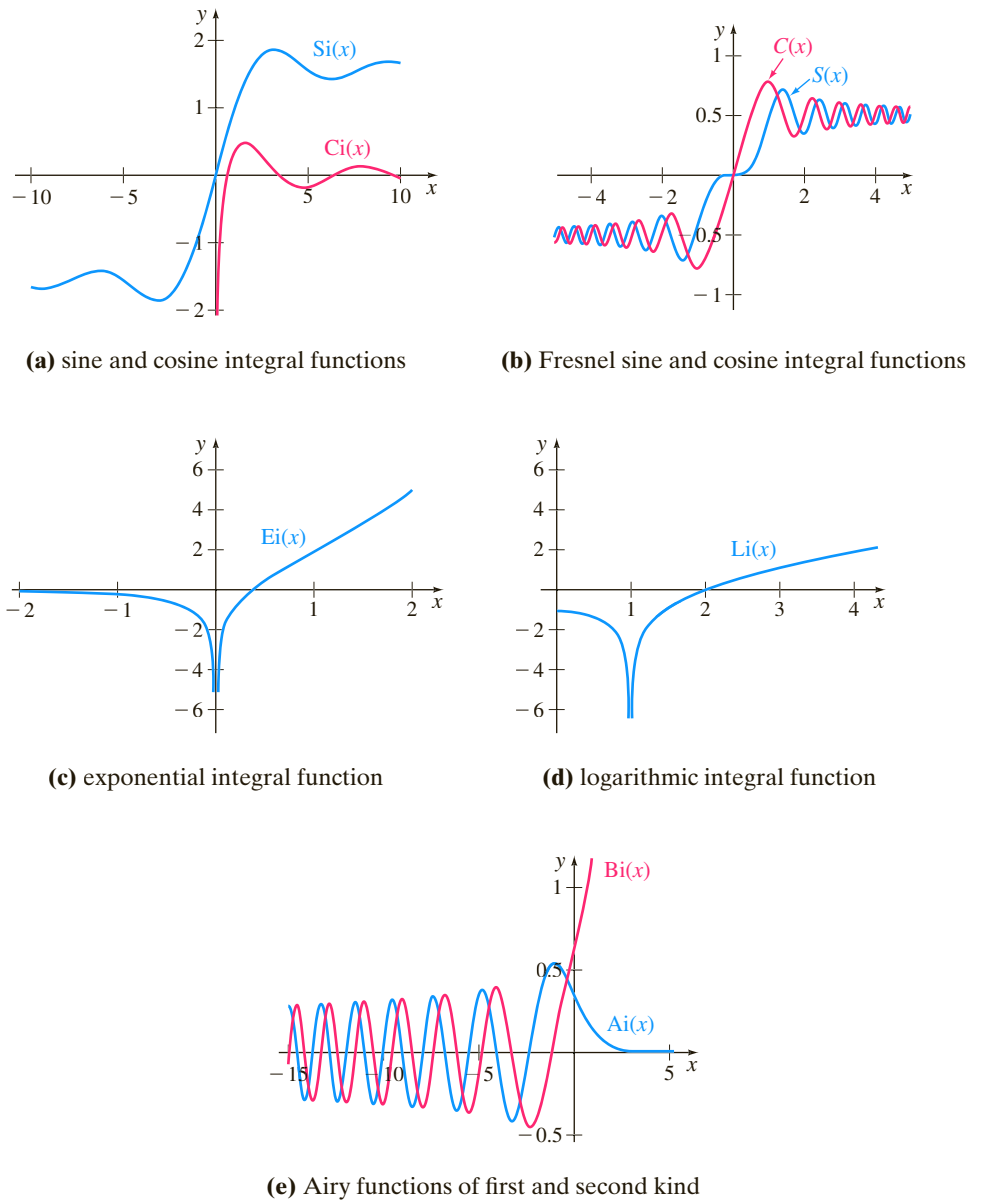 y
2
Si(x)
1
Ci(x)
−10
−5
5
10
x
−1
−2
(a) sine and cosine integral functions
y
1
C(x)
S(x)
0.5
−4
−2
2
4
x
−0.5
−1
(b) Fresnel sine and cosine integral functions
y
6
4
Ei(x)
2
−2
−1
1
2
x
−2
−4
−6
(c) exponential integral function
y
6
4
2
Li(x)
1
2
3
4
x
−2
−4
−6
(d) logarithmic integral function
y
Bi(x)
1
0.5
Ai(x)
−15
−10
−5
5
x
−0.5
(e) Airy functions of first and second kind